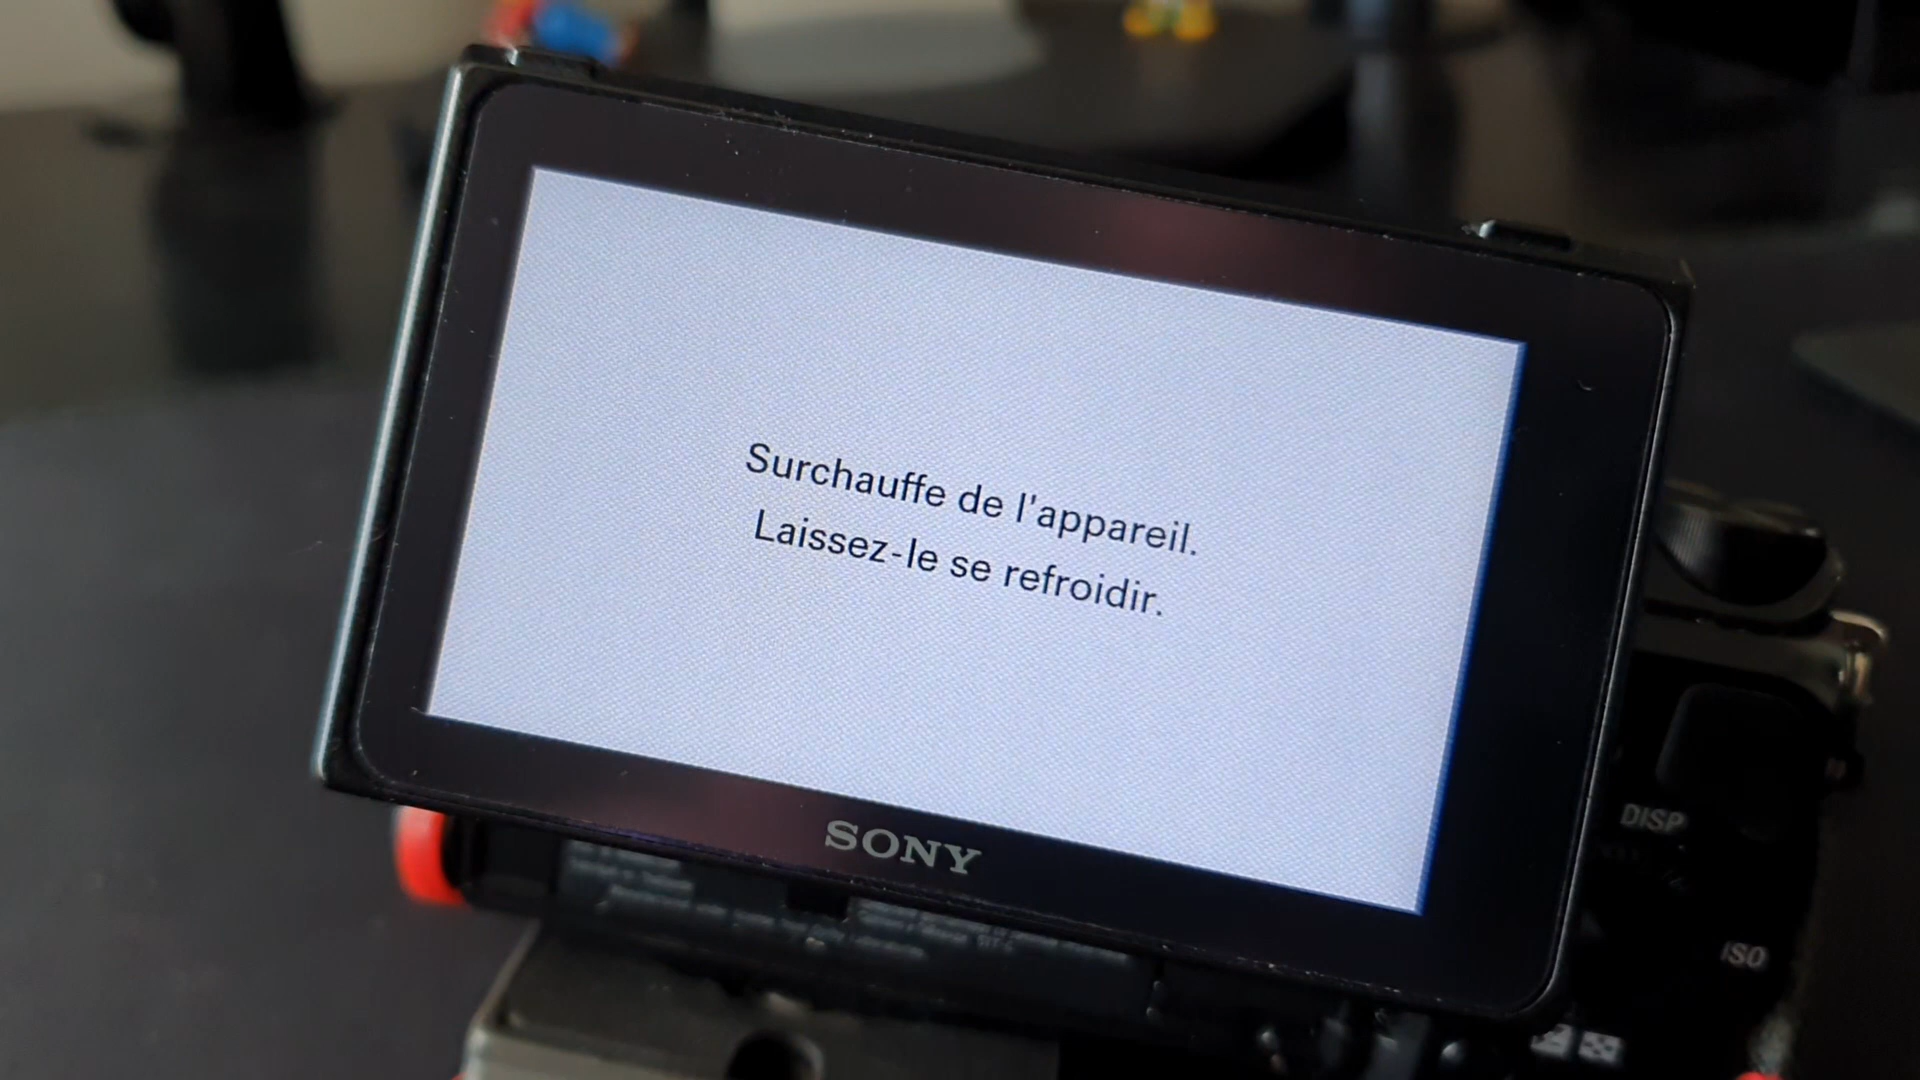 Surchauffe de l'appareil.
Laissez-le se refroidir.
SONY
DISP
ISO